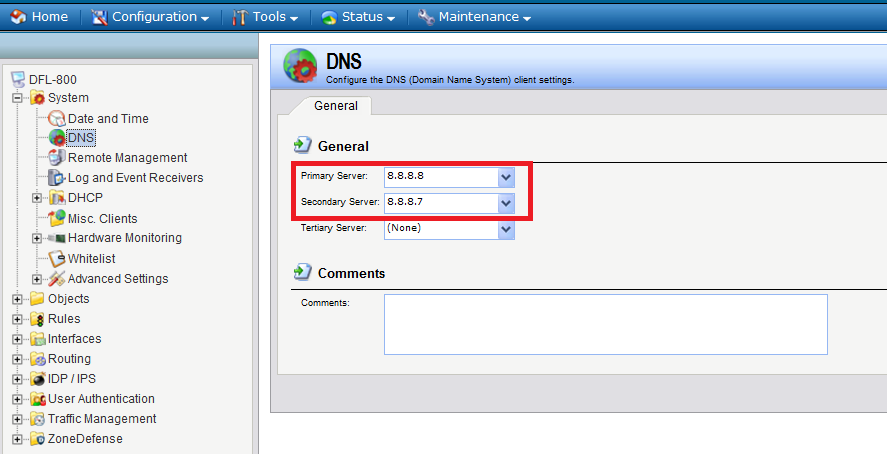 Home Configuration Tools Status Maintenance
DFL-800
System
Date and Time
DNS
Remote Management
Log and Event Receivers
DHCP
Misc. Clients
Hardware Monitoring
Whitelist
Advanced Settings
Objects
Rules
Interfaces
Routing
IDP / IPS
User Authentication
Traffic Management
ZoneDefense
DNS
Configure the DNS (Domain Name System) client settings.
General
General
Primary Server: 8.8.8.8
Secondary Server: 8.8.8.7
Tertiary Server: (None)
Comments
Comments: